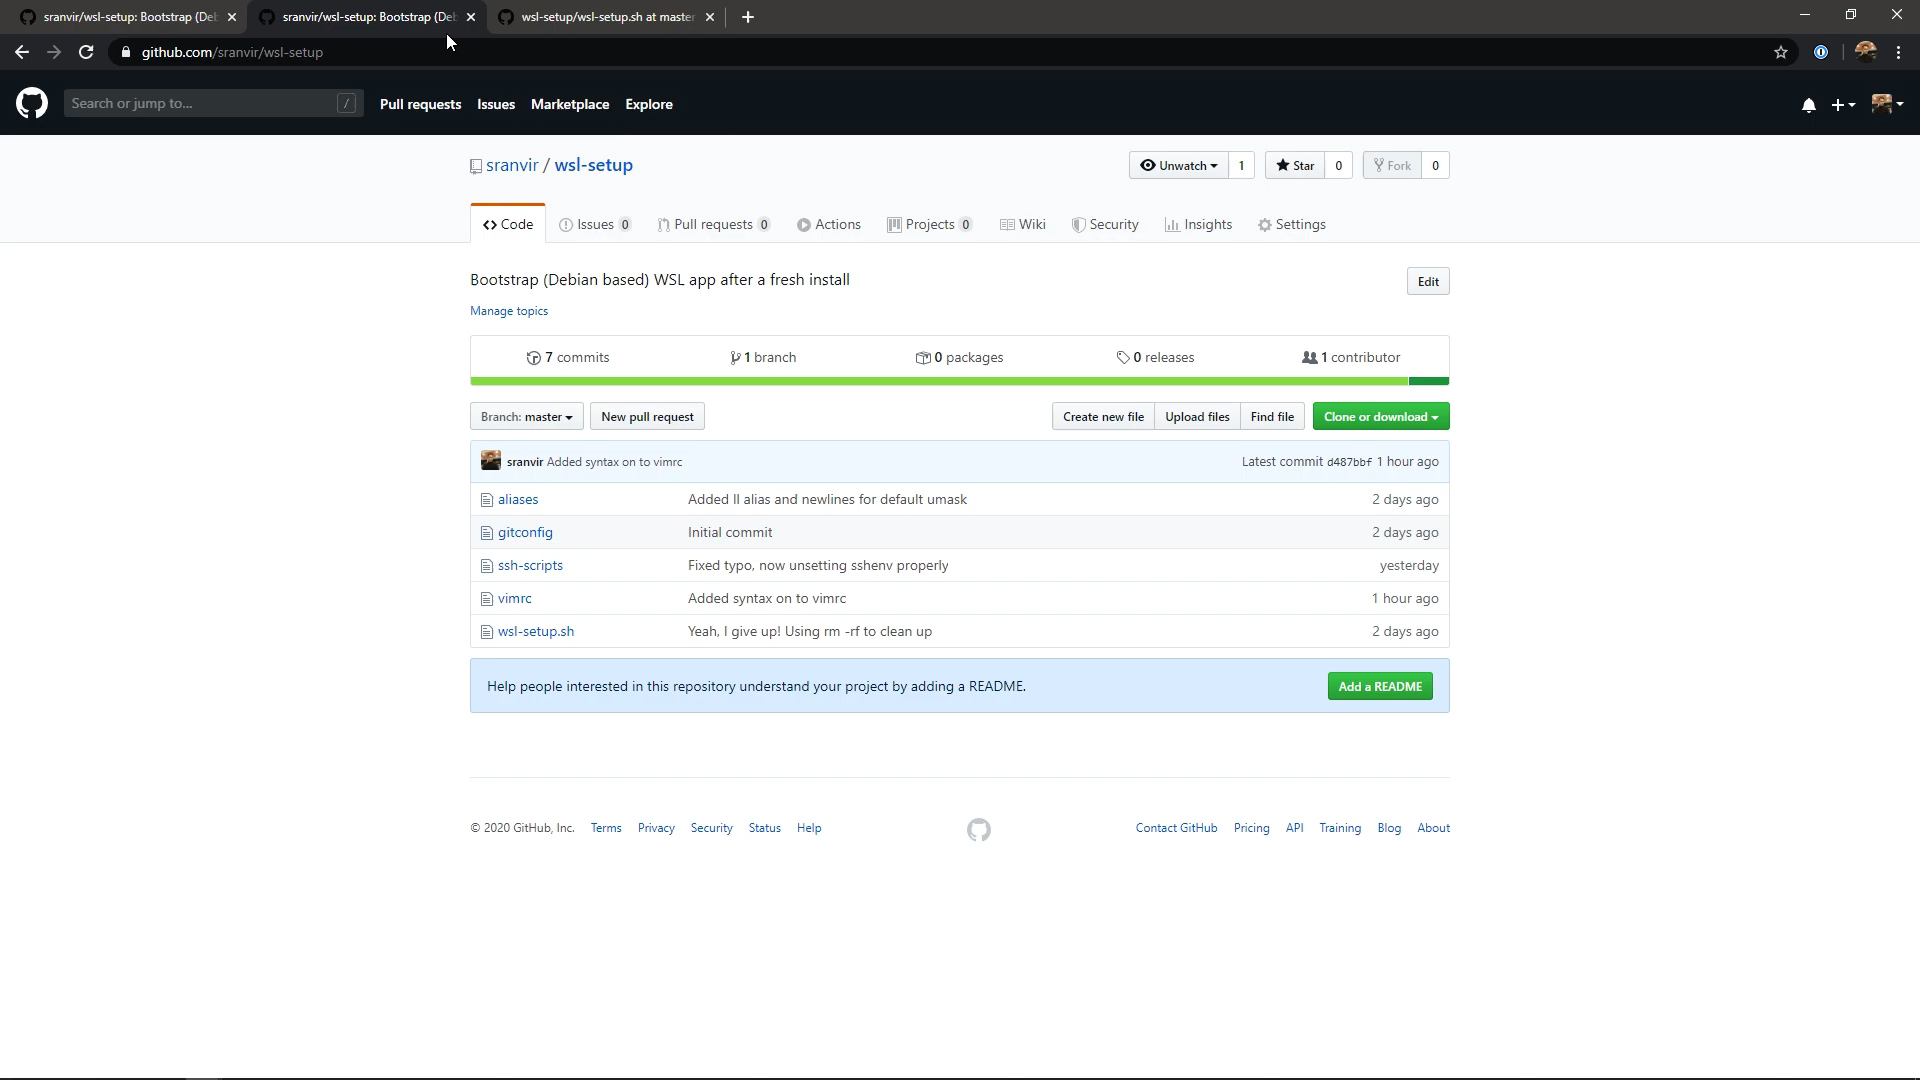 sranvir/wsl-setup: Bootstrap (Deb
sranvir/wsl-setup: Bootstrap (Deb
wsl-setup/wsl-setup.sh at master
github.com/sranvir/wsl-setup
Search or jump to...
/
Pull requests
Issues
Marketplace
Explore
sranvir / wsl-setup
Unwatch 1
Star 0
Fork 0
Code
Issues 0
Pull requests 0
Actions
Projects 0
Wiki
Security
Insights
Settings
Bootstrap (Debian based) WSL app after a fresh install
Edit
Manage topics
7 commits
1 branch
0 packages
0 releases
1 contributor
Branch: master
New pull request
Create new file
Upload files
Find file
Clone or download
sranvir Added syntax on to vimrc
Latest commit d487bbf 1 hour ago
aliases Added ll alias and newlines for default umask 2 days ago
gitconfig Initial commit 2 days ago
ssh-scripts Fixed typo, now unsetting sshenv properly yesterday
vimrc Added syntax on to vimrc 1 hour ago
wsl-setup.sh Yeah, I give up! Using rm -rf to clean up 2 days ago
Help people interested in this repository understand your project by adding a README.
Add a README
© 2020 GitHub, Inc.
Terms
Privacy
Security
Status
Help
Contact GitHub
Pricing
API
Training
Blog
About